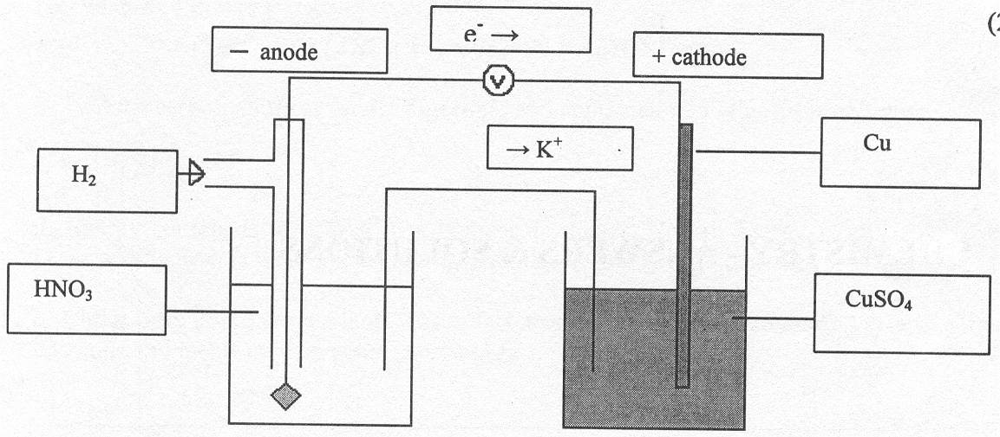 (2
e⁻ →
− anode
+ cathode
V
→ K⁺
Cu
H₂
HNO₃
CuSO₄